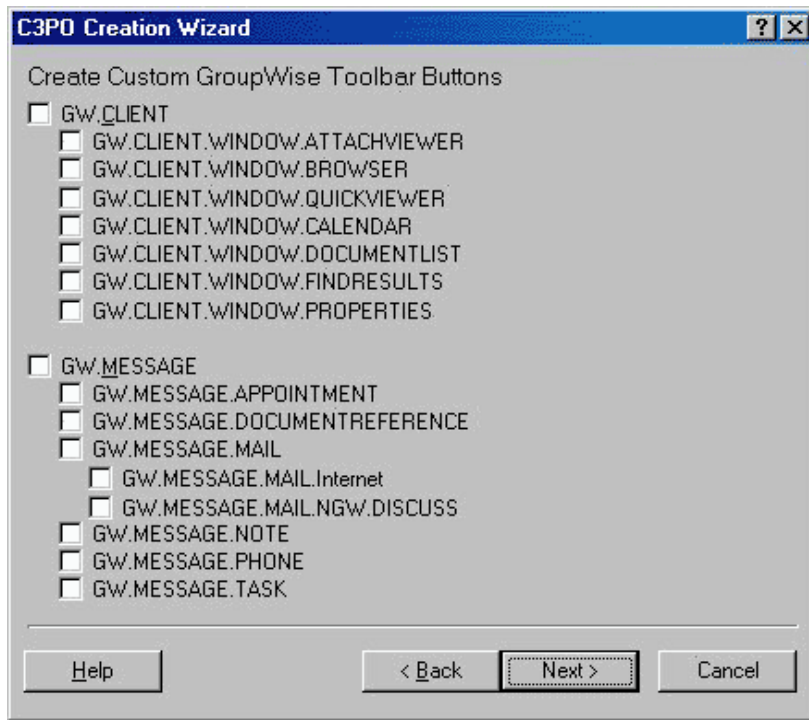 C3PO Creation Wizard
Create Custom GroupWise Toolbar Buttons
GW.CLIENT
GW.CLIENT.WINDOW.ATTACHVIEWER
GW.CLIENT.WINDOW.BROWSER
GW.CLIENT.WINDOW.QUICKVIEWER
GW.CLIENT.WINDOW.CALENDAR
GW.CLIENT.WINDOW.DOCUMENTLIST
GW.CLIENT.WINDOW.FINDRESULTS
GW.CLIENT.WINDOW.PROPERTIES
GW.MESSAGE
GW.MESSAGE.APPOINTMENT
GW.MESSAGE.DOCUMENTREFERENCE
GW.MESSAGE.MAIL
GW.MESSAGE.MAIL.Internet
GW.MESSAGE.MAIL.NGW.DISCUSS
GW.MESSAGE.NOTE
GW.MESSAGE.PHONE
GW.MESSAGE.TASK
Help < Back Next > Cancel